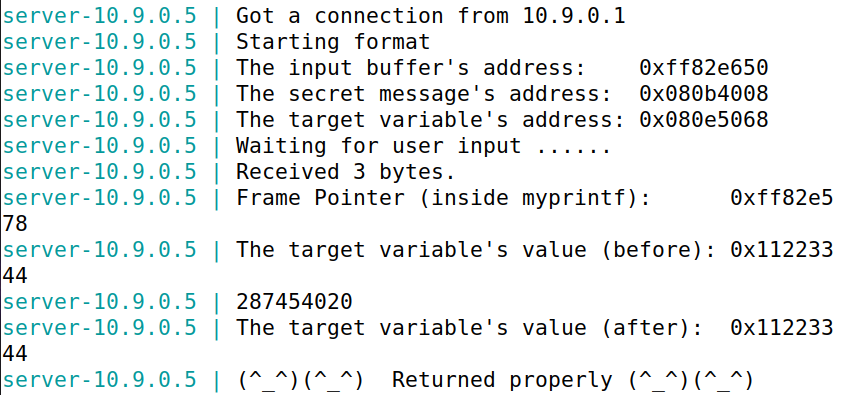 server-10.9.0.5 | Got a connection from 10.9.0.1
server-10.9.0.5 | Starting format
server-10.9.0.5 | The input buffer's address:    0xff82e650
server-10.9.0.5 | The secret message's address:  0x080b4008
server-10.9.0.5 | The target variable's address: 0x080e5068
server-10.9.0.5 | Waiting for user input ......
server-10.9.0.5 | Received 3 bytes.
server-10.9.0.5 | Frame Pointer (inside myprintf):      0xff82e5
78
server-10.9.0.5 | The target variable's value (before): 0x112233
44
server-10.9.0.5 | 287454020
server-10.9.0.5 | The target variable's value (after):  0x112233
44
server-10.9.0.5 | (^_^)(^_^)  Returned properly (^_^)(^_^)